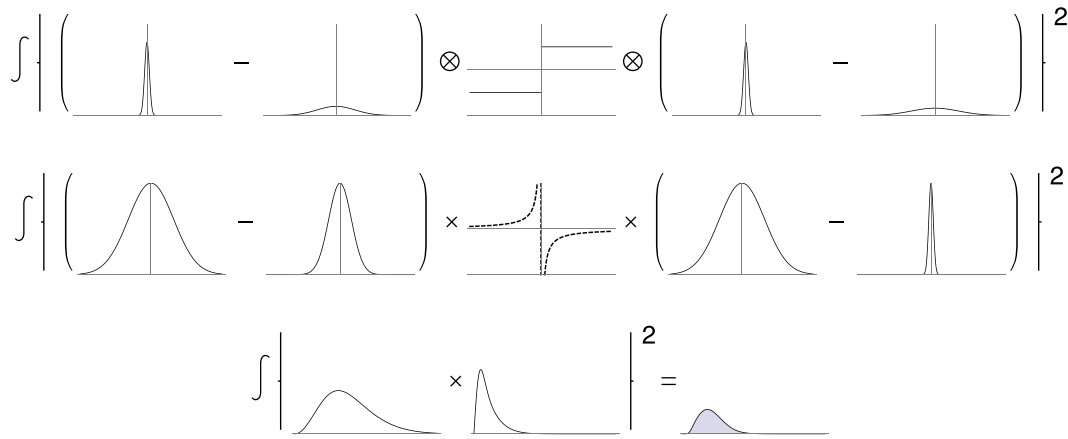 ∫ | ( − ) ⊗ ⊗ ( − ) | 2
∫ | ( − ) × × ( − ) | 2
∫ | × | 2 =